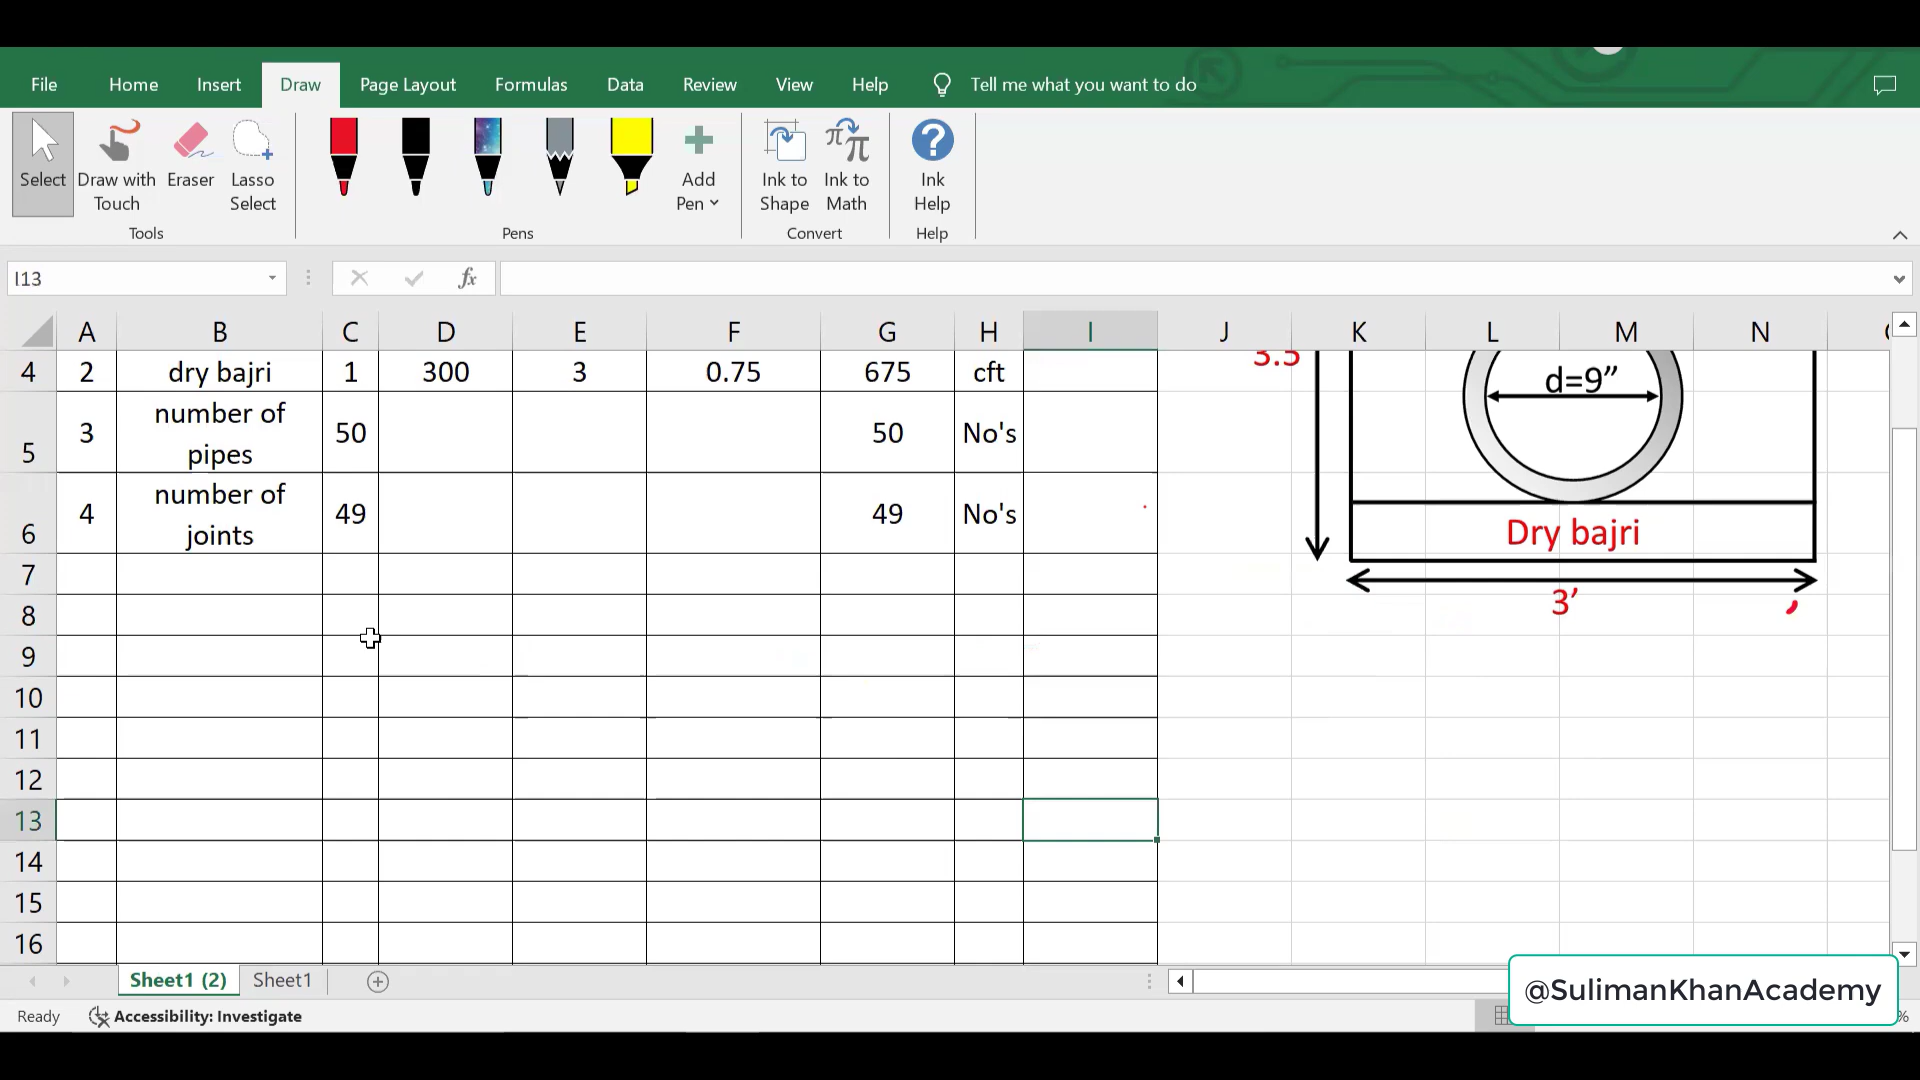 File Home Insert Draw Page Layout Formulas Data Review View Help Tell me what you want to do
Select Draw with Touch Eraser Lasso Select Add Pen Ink to Shape Ink to Math Ink Help
Tools Pens Convert Help
I13 fx
A B C D E F G H I J K L M N
4 2 dry bajri 1 300 3 0.75 675 cft
5 3 number of pipes 50 50 No's
6 4 number of joints 49 49 No's
7
8
9
10
11
12
13
14
15
16
3.5
d=9”
Dry bajri
3’
Sheet1 (2) Sheet1
Ready Accessibility: Investigate
@SulimanKhanAcademy
%